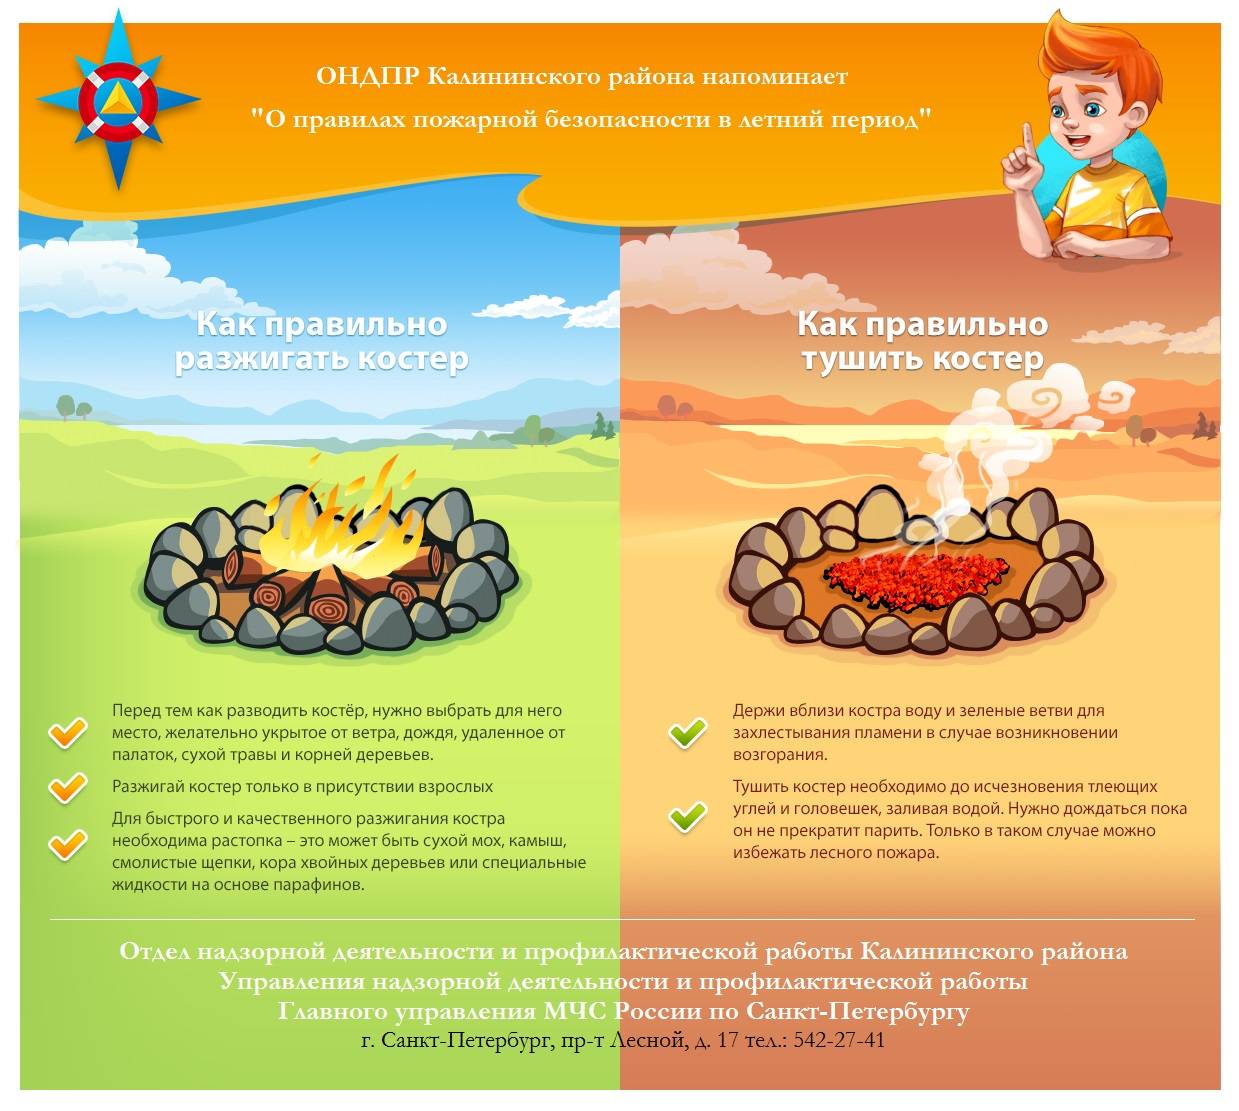 ОНДПР Калининского района напоминает
"О правилах пожарной безопасности в летний период"
Как правильно
разжигать костер
Перед тем как разводить костёр, нужно выбрать для него
место, желательно укрытое от ветра, дождя, удаленное от
палаток, сухой травы и корней деревьев.
Разжигай костер только в присутствии взрослых
Для быстрого и качественного разжигания костра
необходима растопка – это может быть сухой мох, камыш,
смолистые щепки, кора хвойных деревьев или специальные
жидкости на основе парафинов.
Как правильно
тушить костер
Держи вблизи костра воду и зеленые ветви для
захлестывания пламени в случае возникновении
возгорания.
Тушить костер необходимо до исчезновения тлеющих
углей и головешек, заливая водой. Нужно дождаться пока
он не прекратит парить. Только в таком случае можно
избежать лесного пожара.
Отдел надзорной деятельности и профилактической работы Калининского района
Управления надзорной деятельности и профилактической работы
Главного управления МЧС России по Санкт-Петербургу
г. Санкт-Петербург, пр-т Лесной, д. 17 тел.: 542-27-41